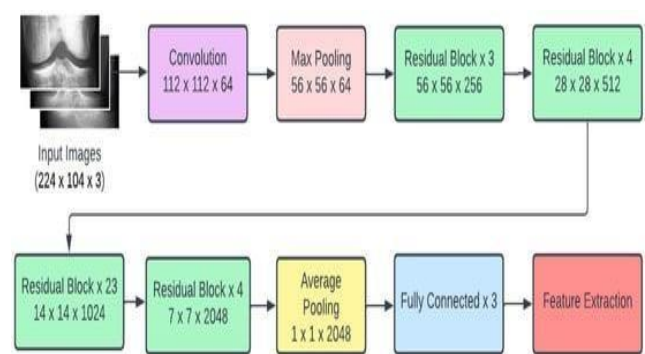 Input Images
(224 x 104 x 3)
Convolution
112 x 112 x 64
Max Pooling
56 x 56 x 64
Residual Block x 3
56 x 56 x 256
Residual Block x 4
28 x 28 x 512
Residual Block x 23
14 x 14 x 1024
Residual Block x 4
7 x 7 x 2048
Average
Pooling
1 x 1 x 2048
Fully Connected x 3
Feature Extraction